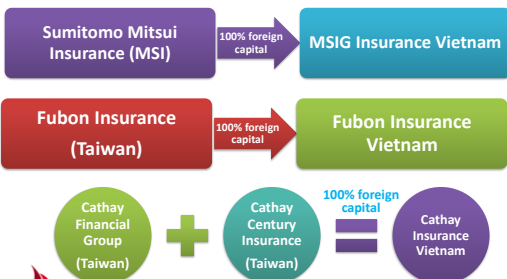 Sumitomo Mitsui
Insurance (MSI)
100% foreign
capital
MSIG Insurance Vietnam
Fubon Insurance
(Taiwan)
100% foreign
capital
Fubon Insurance
Vietnam
Cathay
Financial
Group
(Taiwan)
Cathay
Century
Insurance
(Taiwan)
100% foreign
capital
Cathay
Insurance
Vietnam